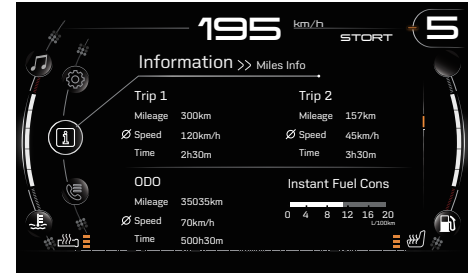 195 km/h
STORT
5
Information >> Miles Info
Trip 1
Mileage 300km
Ø Speed 120km/h
Time 2h30m
Trip 2
Mileage 157km
Ø Speed 45km/h
Time 3h30m
ODO
Mileage 35035km
Ø Speed 70km/h
Time 500h30m
Instant Fuel Cons
0 4 8 12 16 20
L/100km